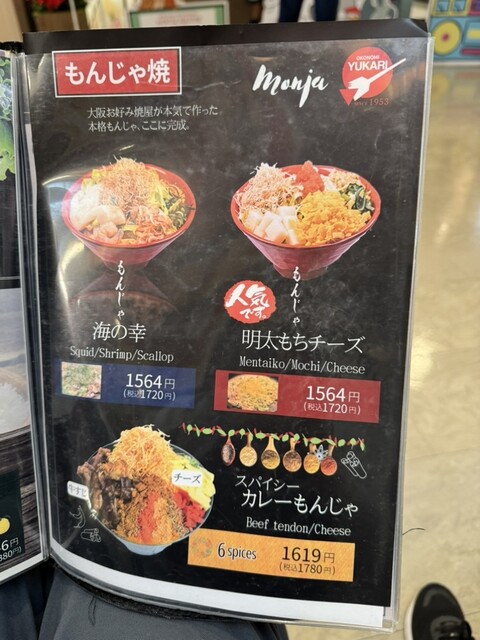 もんじゃ焼
Monja
OKONOMI
YUKARI
SINCE 1953
大阪お好み焼屋が本気で作った
本格もんじゃ、ここに完成。
もんじゃ
海の幸
Squid/Shrimp/Scallop
1564円
(税込1720円)
人気です。
もんじゃ
明太もちチーズ
Mentaiko/Mochi/Cheese
1564円
(税込1720円)
牛すじ
チーズ
スパイシー
カレーもんじゃ
Beef tendon/Cheese
6 spices
1619円
(税込1780円)